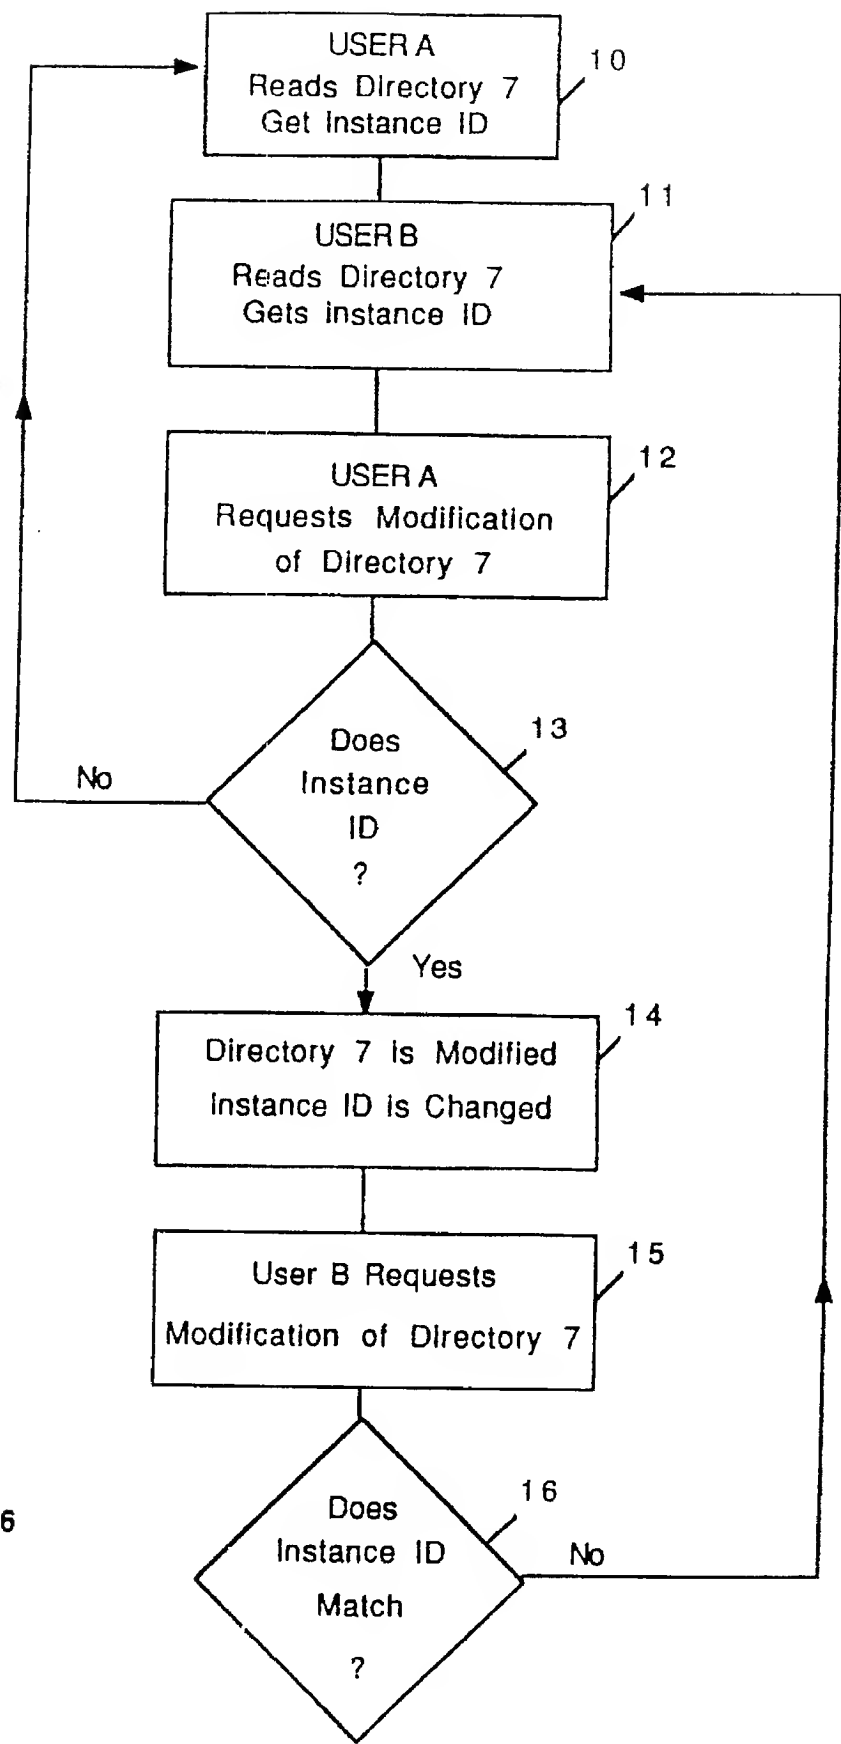 USER A
Reads Directory 7
Get Instance ID
10
11
USER B
Reads Directory 7
Gets instance ID
12
USER A
Requests Modification
of Directory 7
13
Does
Instance
ID
?
No
Yes
14
Directory 7 is Modified
Instance ID is Changed
15
User B Requests
Modification of Directory 7
16
Does
Instance ID
Match
?
No
6